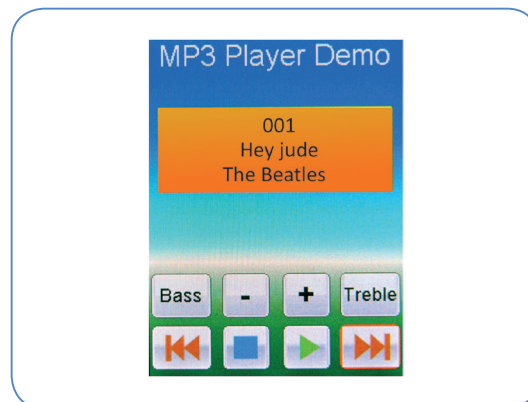 MP3 Player Demo
001
Hey jude
The Beatles
Bass - + Treble